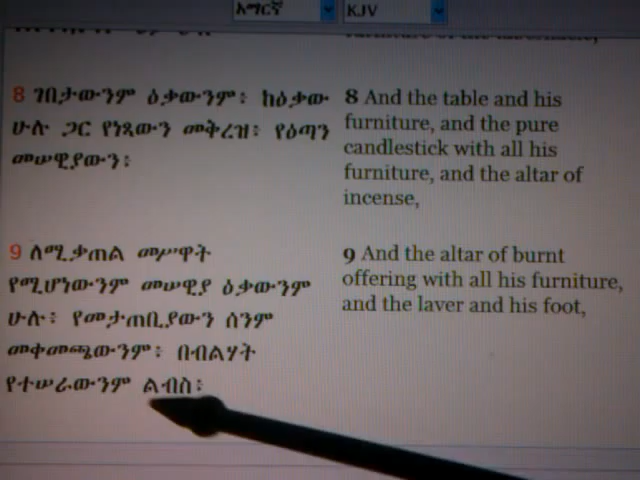 አማርኛ
KJV
8 ገበታውንም ዕቃውንም፤ ከዕቃው
ሁሉ ጋር የነጻውን መቅረዝ፤ የዕጣን
መሠዊያውን፤
8 And the table and his
furniture, and the pure
candlestick with all his
furniture, and the altar of
incense,
9 ለሚቃጠል መሥዋት
የሚሆነውንም መሠዊያ ዕቃውንም
ሁሉ፤ የመታጠቢያውን ሰንም
መቀመጫውንም፤ በብልሃት
የተሠራውንም ልብስ፤
9 And the altar of burnt
offering with all his furniture,
and the laver and his foot,